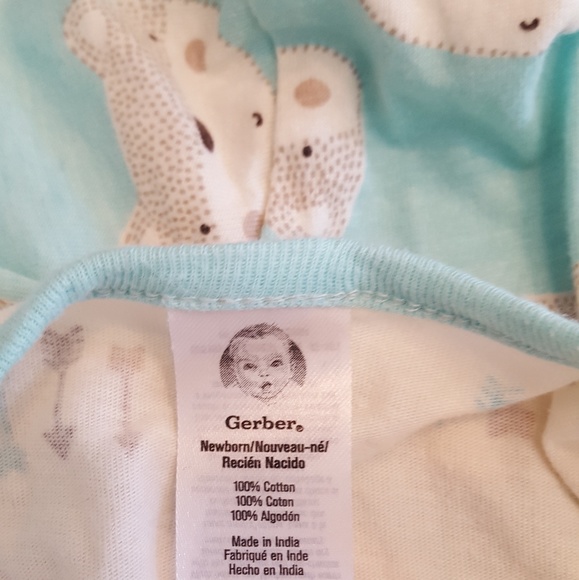 Gerber®
Newborn/Nouveau-né/
Recién Nacido
100% Cotton
100% Coton
100% Algodón
Made in India
Fabriqué en Inde
Hecho en India